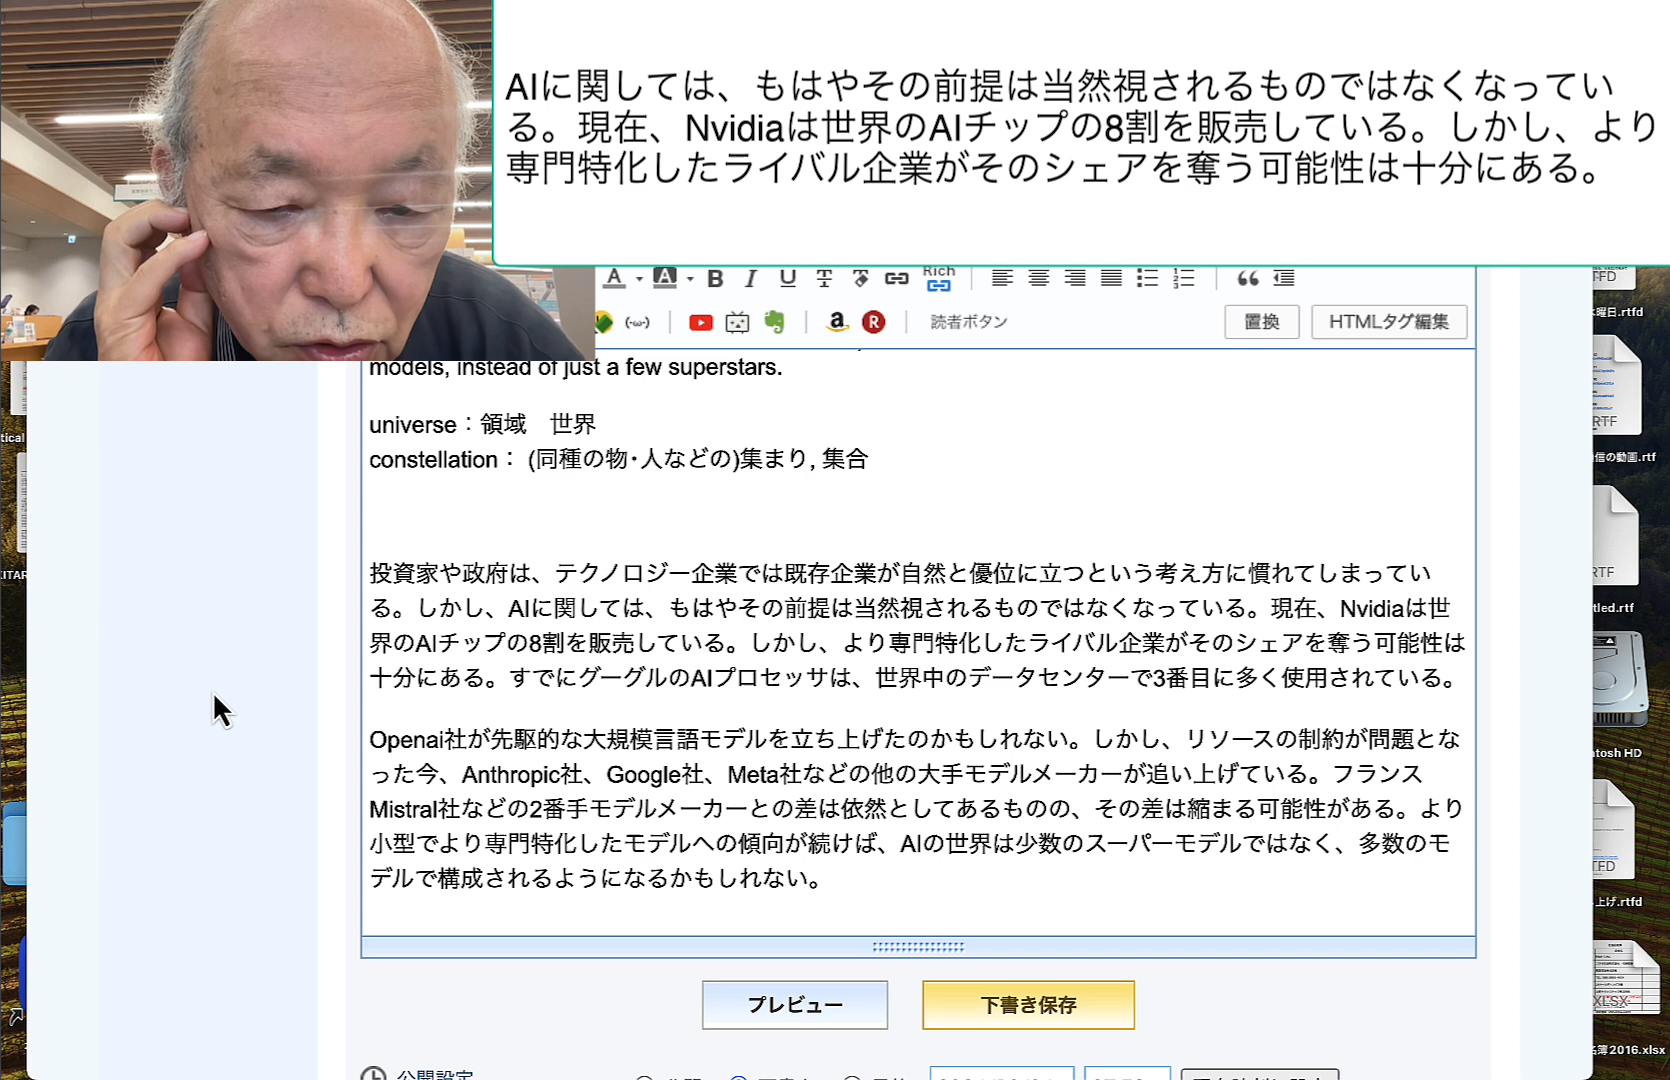 AIに関しては、もはやその前提は当然視されるものではなくなってい
る。現在、Nvidiaは世界のAIチップの8割を販売している。しかし、より
専門特化したライバル企業がそのシェアを奪う可能性は十分にある。
Rich
読者ボタン
置換
HTMLタグ編集
models, instead of just a few superstars.
universe：領域　世界
constellation： (同種の物･人などの)集まり, 集合
投資家や政府は、テクノロジー企業では既存企業が自然と優位に立つという考え方に慣れてしまってい
る。しかし、AIに関しては、もはやその前提は当然視されるものではなくなっている。現在、Nvidiaは世
界のAIチップの8割を販売している。しかし、より専門特化したライバル企業がそのシェアを奪う可能性は
十分にある。すでにグーグルのAIプロセッサは、世界中のデータセンターで3番目に多く使用されている。
Openai社が先駆的な大規模言語モデルを立ち上げたのかもしれない。しかし、リソースの制約が問題とな
った今、Anthropic社、Google社、Meta社などの他の大手モデルメーカーが追い上げている。フランス
Mistral社などの2番手モデルメーカーとの差は依然としてあるものの、その差は縮まる可能性がある。より
小型でより専門特化したモデルへの傾向が続けば、AIの世界は少数のスーパーモデルではなく、多数のモ
デルで構成されるようになるかもしれない。
プレビュー
下書き保存
公開設定
tical
曜日.rtfd
RTF
信の動画.rtf
RTF
tled.rtf
tosh HD
上げ.rtfd
XLSX
簿2016.xlsx